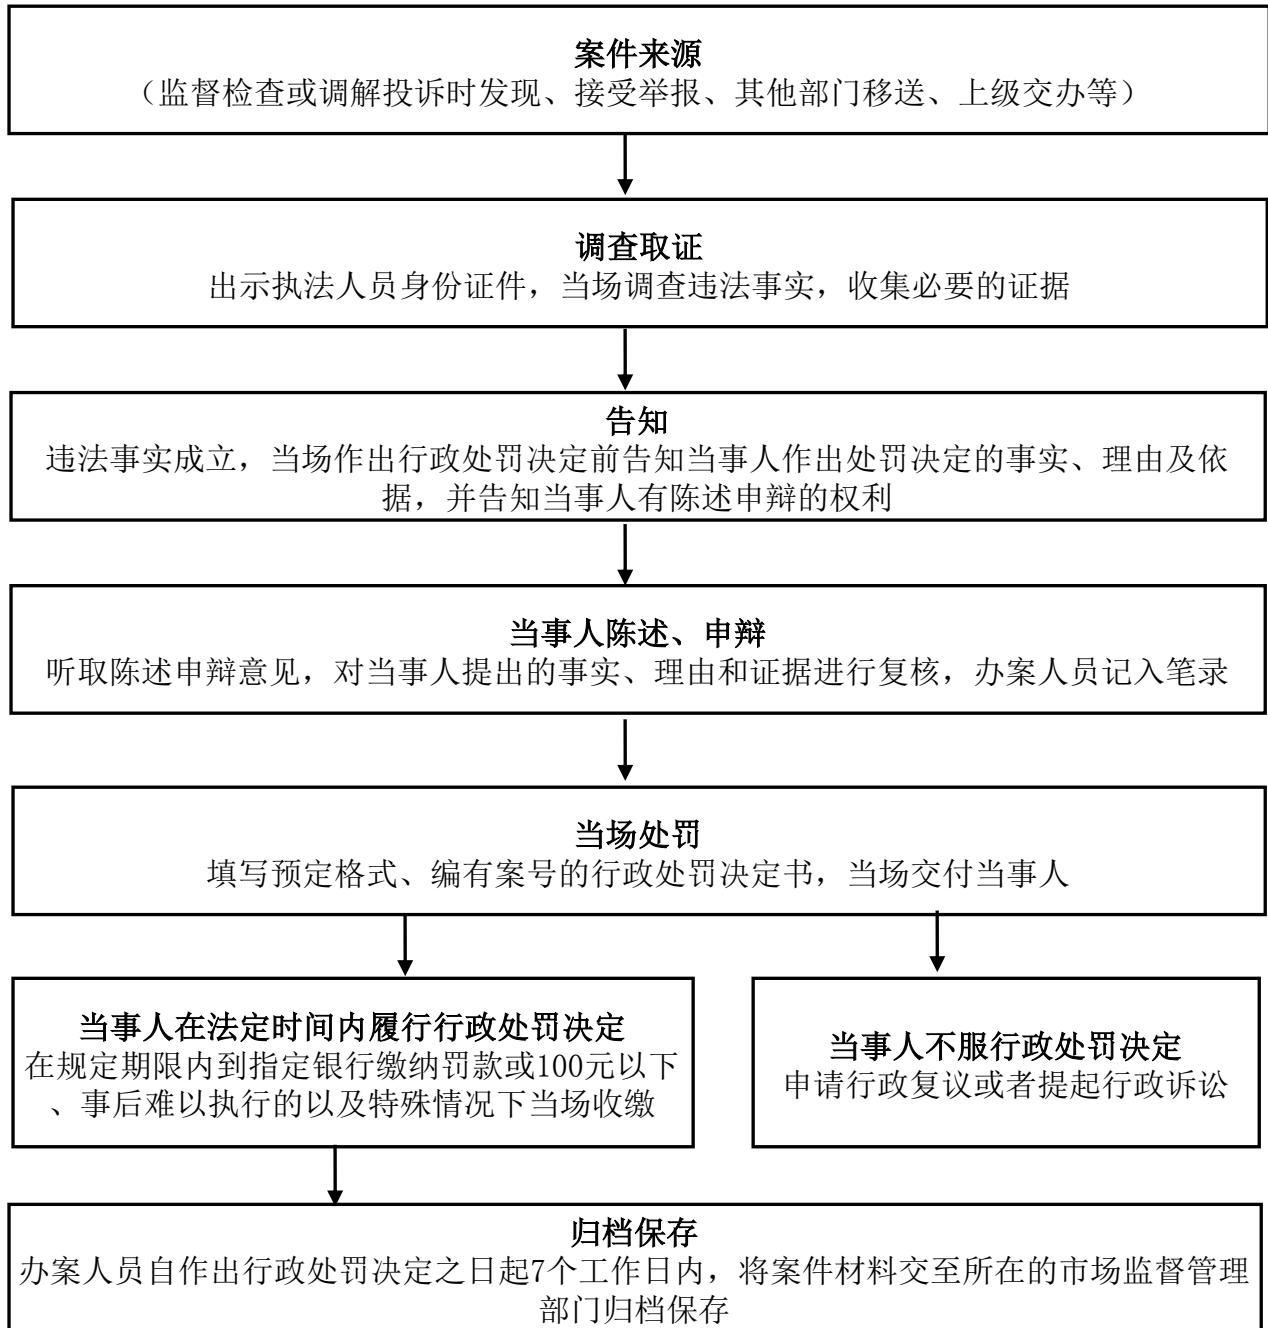 案件来源
（监督检查或调解投诉时发现、接受举报、其他部门移送、上级交办等）
调查取证
出示执法人员身份证件，当场调查违法事实，收集必要的证据
告知
违法事实成立，当场作出行政处罚决定前告知当事人作出处罚决定的事实、理由及依
据，并告知当事人有陈述申辩的权利
当事人陈述、申辩
听取陈述申辩意见，对当事人提出的事实、理由和证据进行复核，办案人员记入笔录
当场处罚
填写预定格式、编有案号的行政处罚决定书，当场交付当事人
当事人在法定时间内履行行政处罚决定
在规定期限内到指定银行缴纳罚款或100元以下
、事后难以执行的以及特殊情况下当场收缴
当事人不服行政处罚决定
申请行政复议或者提起行政诉讼
归档保存
办案人员自作出行政处罚决定之日起7个工作日内，将案件材料交至所在的市场监督管理
部门归档保存